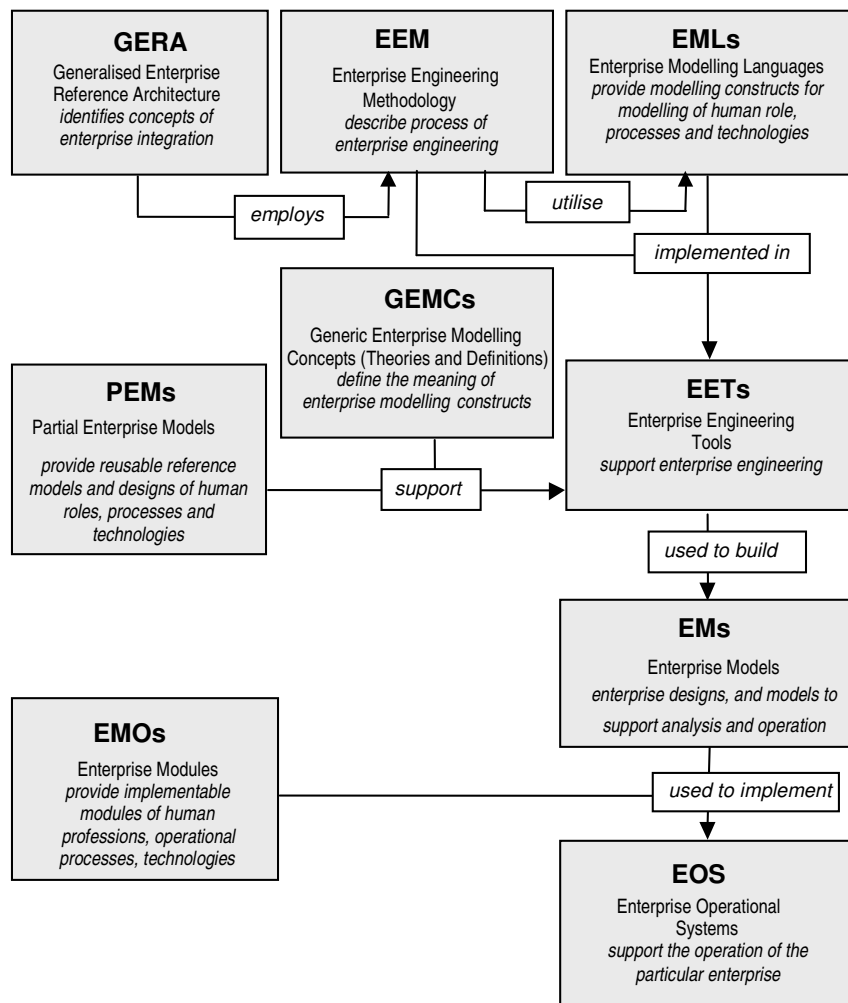 GERA
Generalised Enterprise
Reference Architecture
identifies concepts of
enterprise integration
EEM
Enterprise Engineering
Methodology
describe process of
enterprise engineering
EMLs
Enterprise Modelling Languages
provide modelling constructs for
modelling of human role,
processes and technologies
employs
utilise
implemented in
GEMCs
Generic Enterprise Modelling
Concepts (Theories and Definitions)
define the meaning of
enterprise modelling constructs
PEMs
Partial Enterprise Models
provide reusable reference
models and designs of human
roles, processes and
technologies
EETs
Enterprise Engineering
Tools
support enterprise engineering
support
used to build
EMs
Enterprise Models
enterprise designs, and models to
support analysis and operation
EMOs
Enterprise Modules
provide implementable
modules of human
professions, operational
processes, technologies
used to implement
EOS
Enterprise Operational
Systems
support the operation of the
particular enterprise